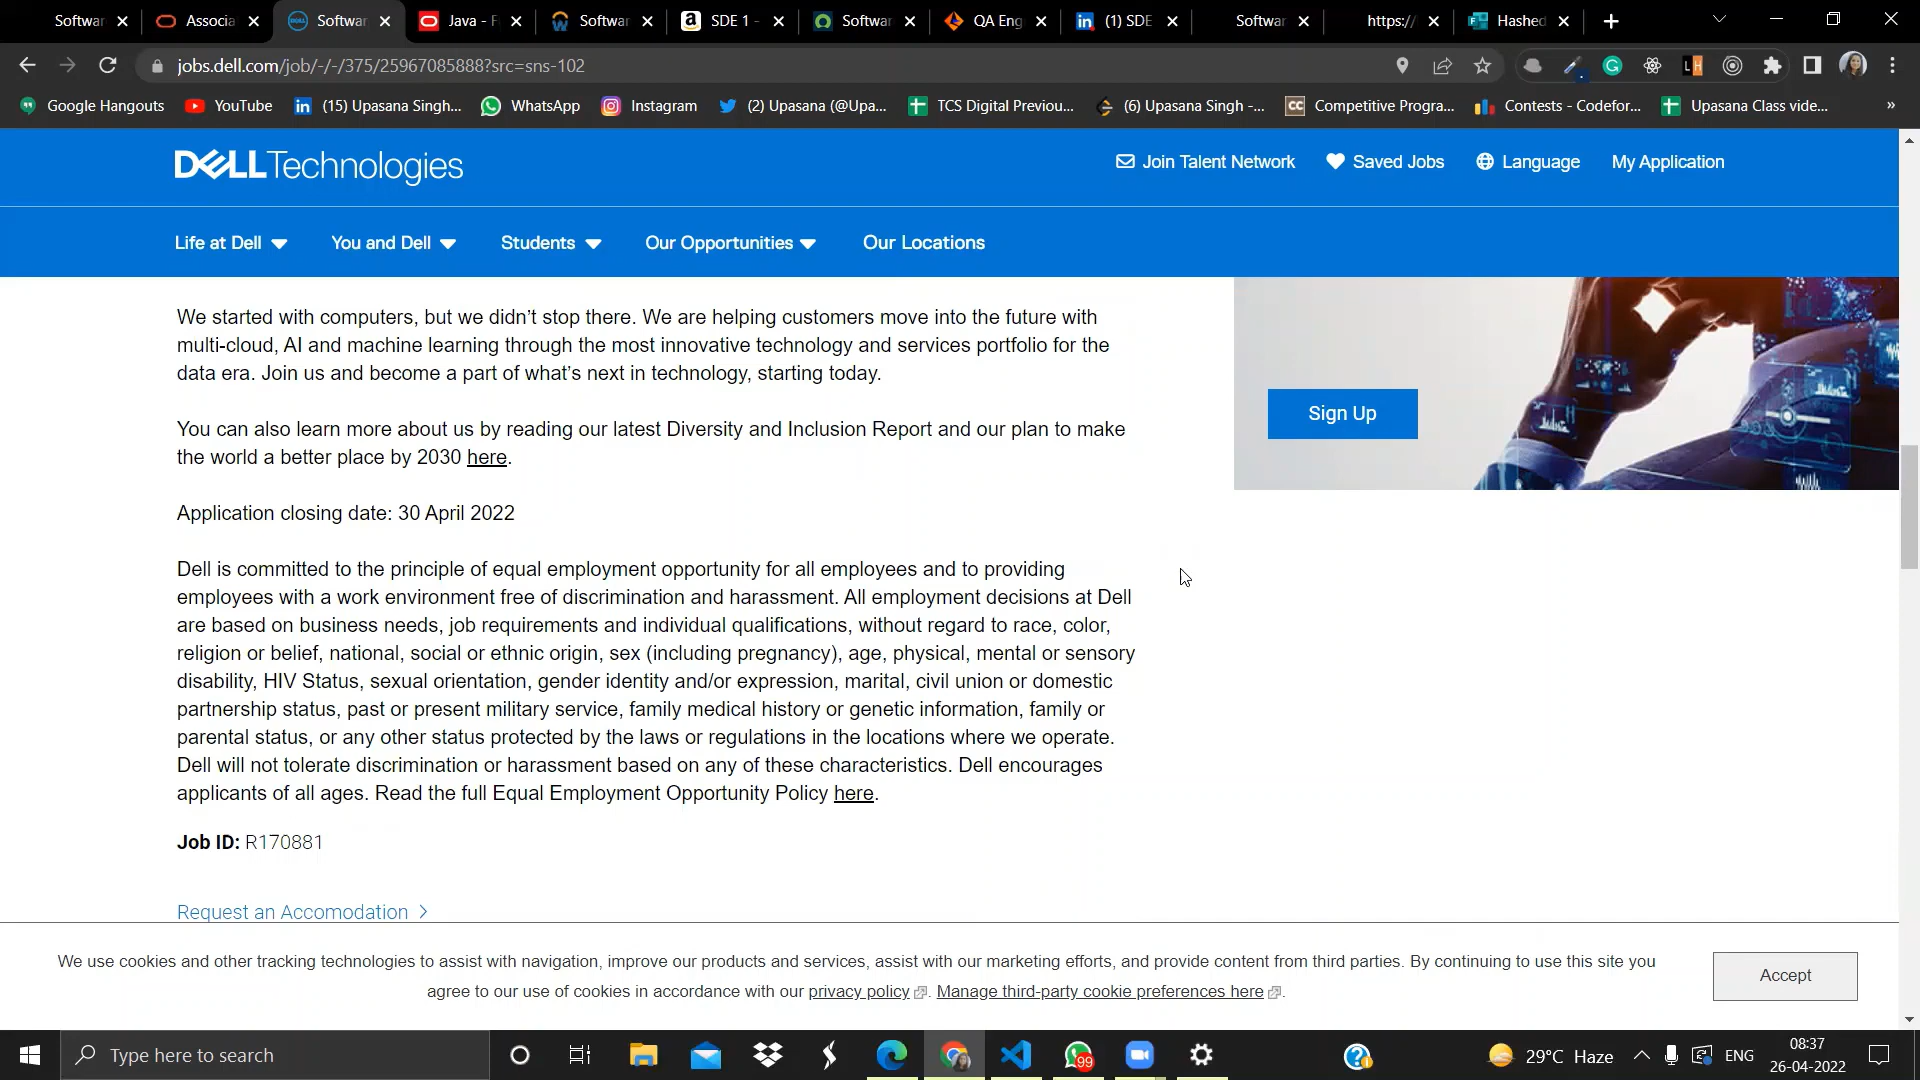 Softwar
Associa
Softwar
Java - F
Softwar
SDE 1 -
Softwar
QA Eng
(1) SDE
Softwar
https://
Hashed
jobs.dell.com/job/-/-/375/25967085888?src=sns-102
Google Hangouts
YouTube
(15) Upasana Singh...
WhatsApp
Instagram
(2) Upasana (@Upa...
TCS Digital Previou...
(6) Upasana Singh -...
Competitive Progra...
Contests - Codefor...
Upasana Class vide...
»
DELLTechnologies
Join Talent Network
Saved Jobs
Language
My Application
Life at Dell
You and Dell
Students
Our Opportunities
Our Locations
We started with computers, but we didn’t stop there. We are helping customers move into the future with
multi-cloud, AI and machine learning through the most innovative technology and services portfolio for the
data era. Join us and become a part of what’s next in technology, starting today.
Sign Up
You can also learn more about us by reading our latest Diversity and Inclusion Report and our plan to make
the world a better place by 2030 here.
Application closing date: 30 April 2022
Dell is committed to the principle of equal employment opportunity for all employees and to providing
employees with a work environment free of discrimination and harassment. All employment decisions at Dell
are based on business needs, job requirements and individual qualifications, without regard to race, color,
religion or belief, national, social or ethnic origin, sex (including pregnancy), age, physical, mental or sensory
disability, HIV Status, sexual orientation, gender identity and/or expression, marital, civil union or domestic
partnership status, past or present military service, family medical history or genetic information, family or
parental status, or any other status protected by the laws or regulations in the locations where we operate.
Dell will not tolerate discrimination or harassment based on any of these characteristics. Dell encourages
applicants of all ages. Read the full Equal Employment Opportunity Policy here.
Job ID: R170881
Request an Accomodation
We use cookies and other tracking technologies to assist with navigation, improve our products and services, assist with our marketing efforts, and provide content from third parties. By continuing to use this site you
agree to our use of cookies in accordance with our privacy policy. Manage third-party cookie preferences here.
Accept
Type here to search
99
29°C Haze
ENG
08:37
26-04-2022